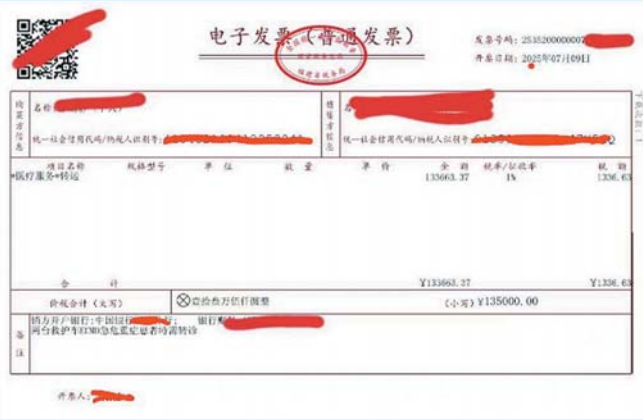 电子发票（普通发票）
发票号码：2535200000007
开票日期：2025年07月09日
购买方信息
名称
统一社会信用代码/纳税人识别号：
销售方信息
名
统一社会信用代码/纳税人识别号：
项目名称 规格型号 单位 数量 单价 金额 税率/征收率 税额
*医疗服务*转运 133663.37 1% 1336.63
合计 ¥133663.37 ¥1336.63
价税合计（大写） ⊗壹拾叁万伍仟圆整 （小写）¥135000.00
备注
销方开户银行：中国银行 ； 银行账
两台救护车ECMO急危重症患者特需转诊
开票人：